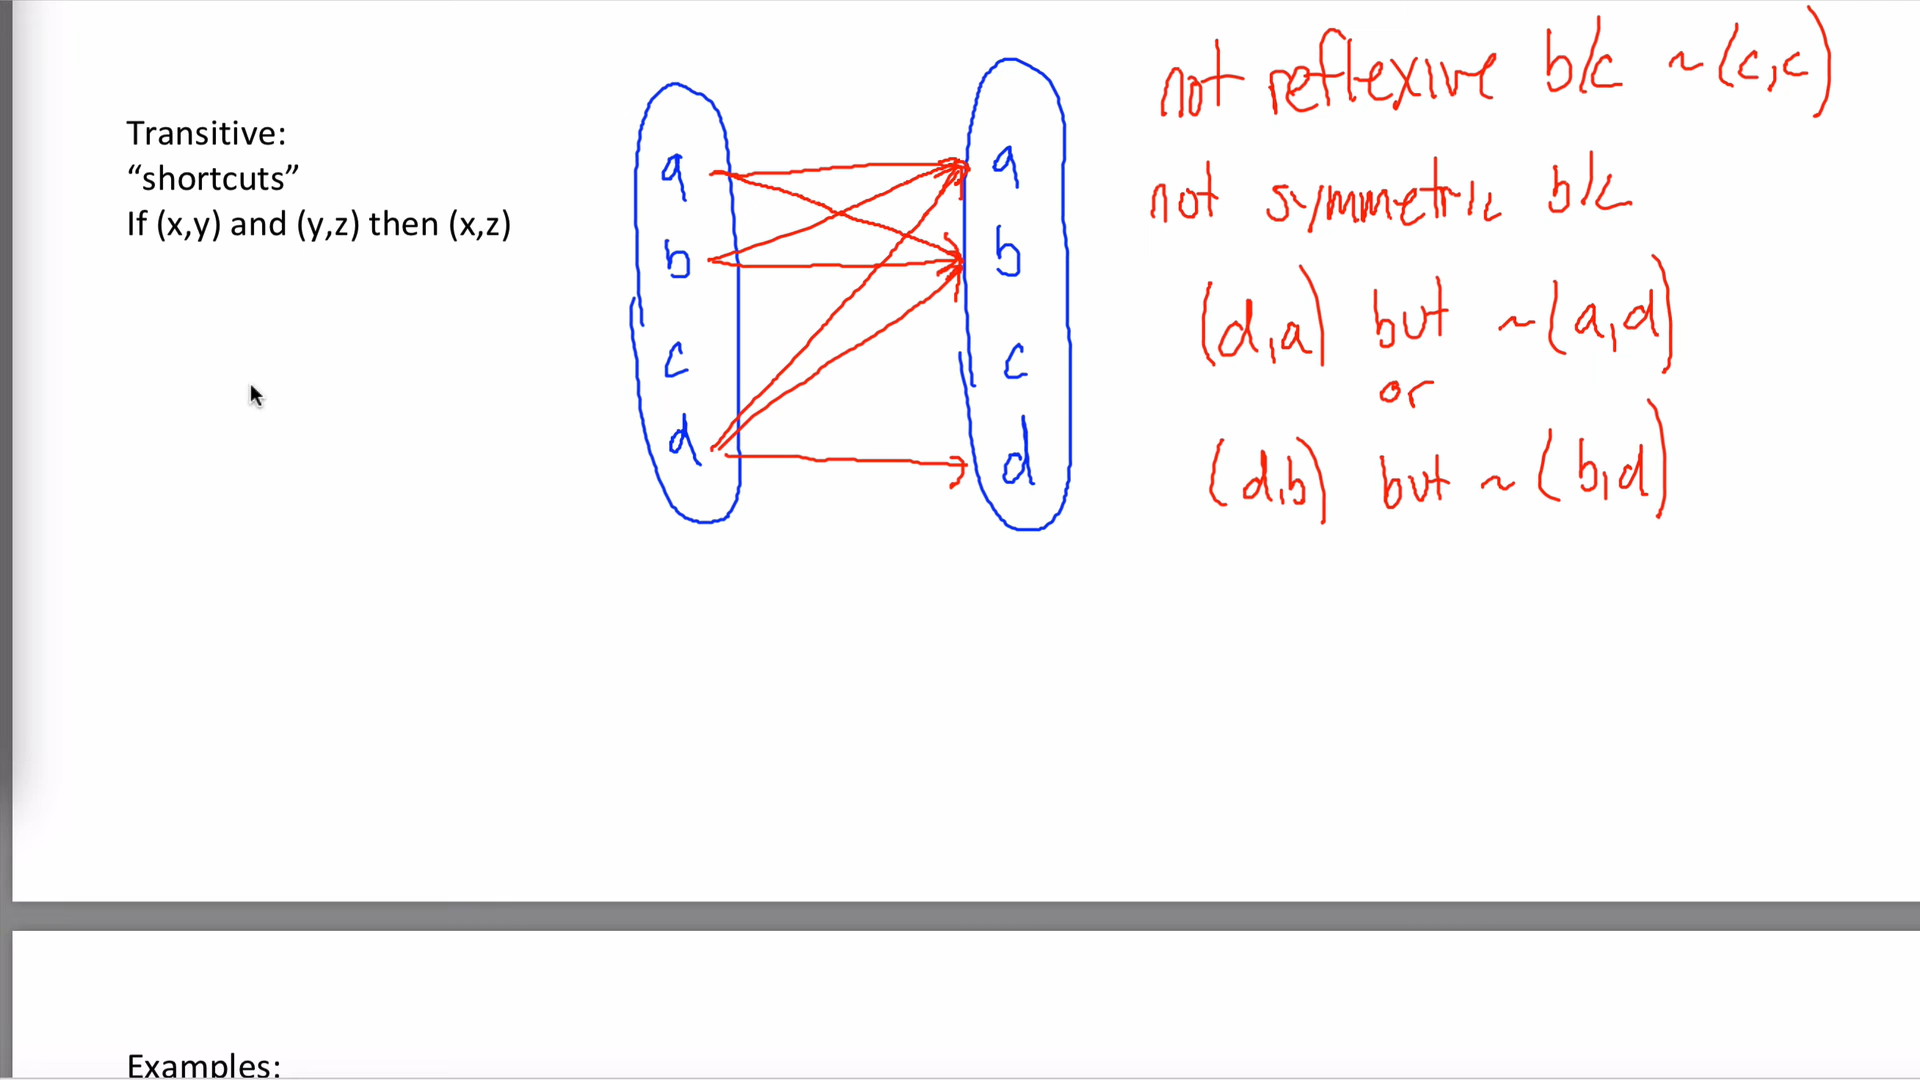 Transitive:
“shortcuts”
If (x,y) and (y,z) then (x,z)
a
b
c
d
a
b
c
d
not reflexive b/c ~(c,c)
not symmetric b/c
(d,a) but ~(a,d)
or
(d,b) but ~(b,d)
Examples: